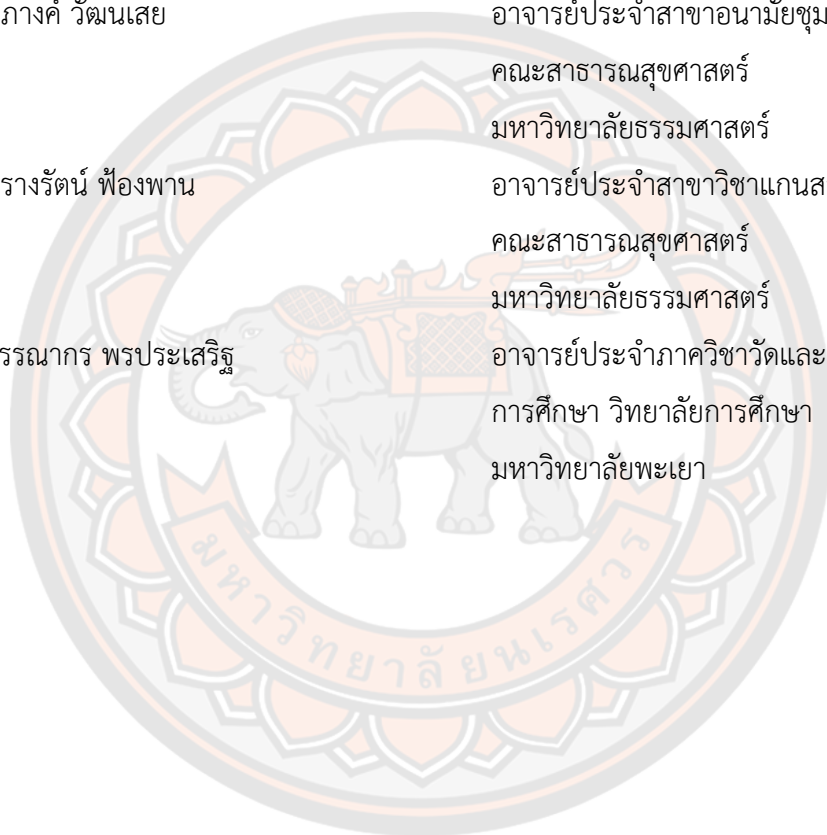 ภางค์ วัฒนเสย อาจารย์ประจำสาขาอนามัยชุม
คณะสาธารณสุขศาสตร์
มหาวิทยาลัยธรรมศาสตร์
รางรัตน์ ฟ้องพาน อาจารย์ประจำสาขาวิชาแกนส
คณะสาธารณสุขศาสตร์
มหาวิทยาลัยธรรมศาสตร์
รรณากร พรประเสริฐ อาจารย์ประจำภาควิชาวัดและ
การศึกษา วิทยาลัยการศึกษา
มหาวิทยาลัยพะเยา
มหาวิทยาลัยนเรศวร